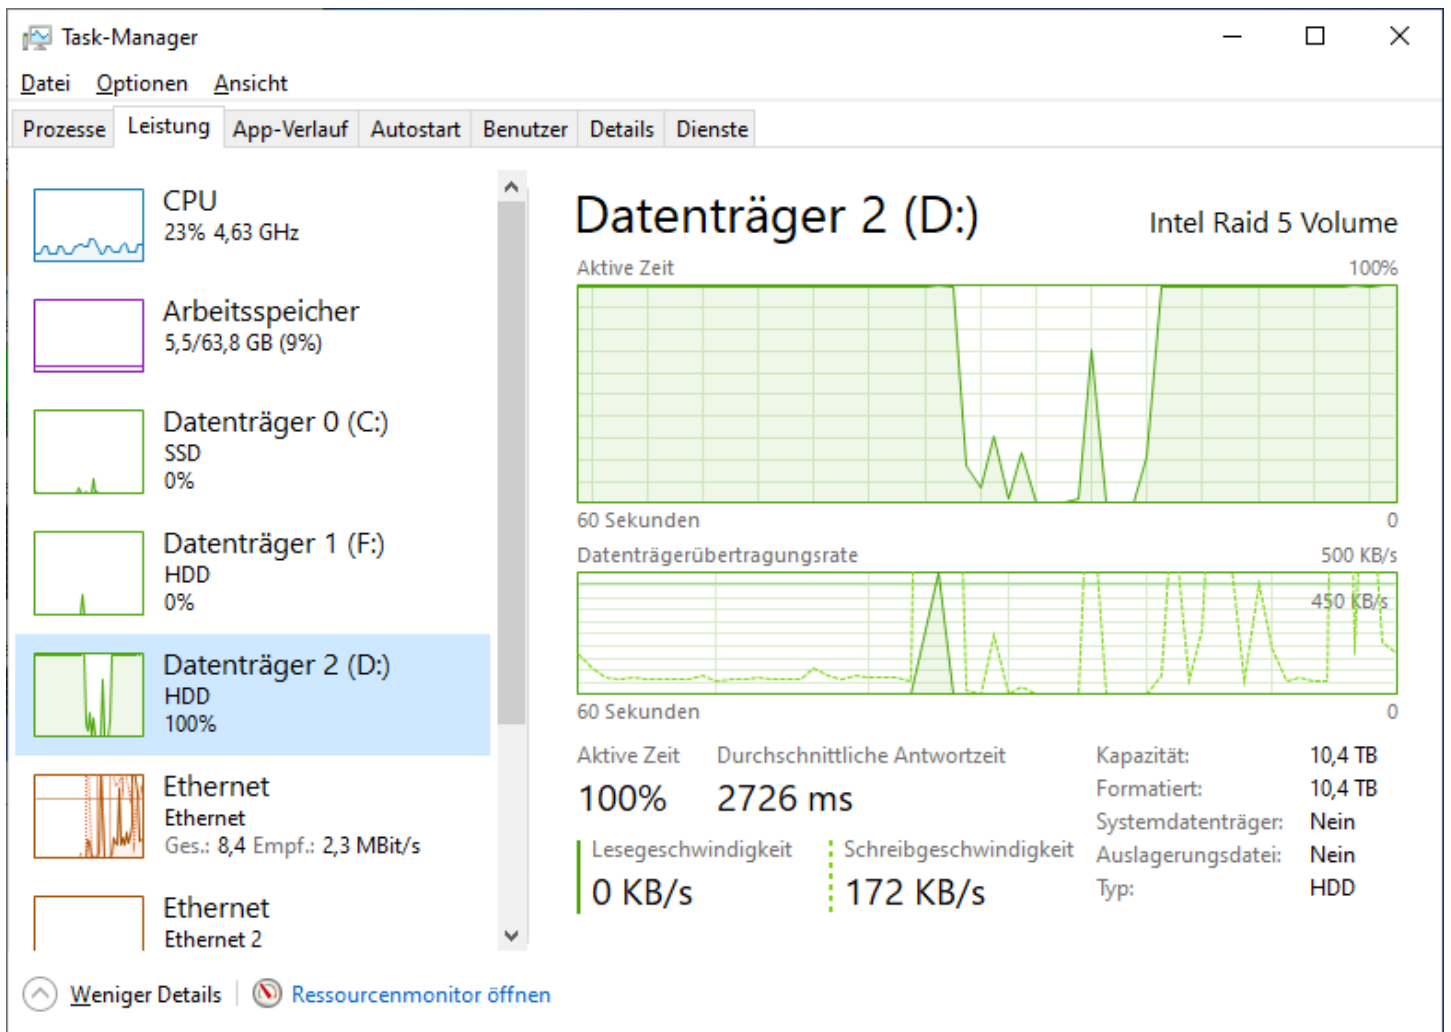 Task-Manager
Datei Optionen Ansicht
Prozesse Leistung App-Verlauf Autostart Benutzer Details Dienste
CPU
23% 4,63 GHz
Arbeitsspeicher
5,5/63,8 GB (9%)
Datenträger 0 (C:)
SSD
0%
Datenträger 1 (F:)
HDD
0%
Datenträger 2 (D:)
HDD
100%
Ethernet
Ethernet
Ges.: 8,4 Empf.: 2,3 MBit/s
Ethernet
Ethernet 2
Datenträger 2 (D:) Intel Raid 5 Volume
Aktive Zeit 100%
60 Sekunden 0
Datenträgerübertragungsrate 500 KB/s
450 KB/s
60 Sekunden 0
Aktive Zeit Durchschnittliche Antwortzeit
100% 2726 ms
Lesegeschwindigkeit Schreibgeschwindigkeit
0 KB/s 172 KB/s
Kapazität: 10,4 TB
Formatiert: 10,4 TB
Systemdatenträger: Nein
Auslagerungsdatei: Nein
Typ: HDD
Weniger Details Ressourcenmonitor öffnen